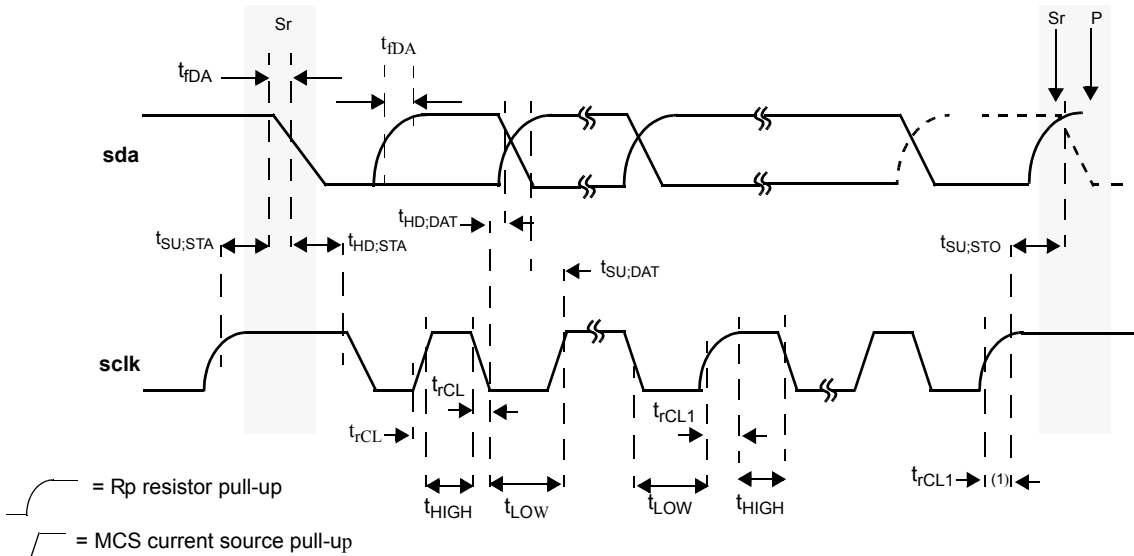 Sr
Sr P
tfDA
tfDA
sda
tHD;DAT
tSU;STA
tHD;STA
tSU;STO
tSU;DAT
sclk
trCL
trCL1
trCL
trCL1 (1)
tHIGH
tLOW
tLOW
tHIGH
= Rp resistor pull-up
= MCS current source pull-up